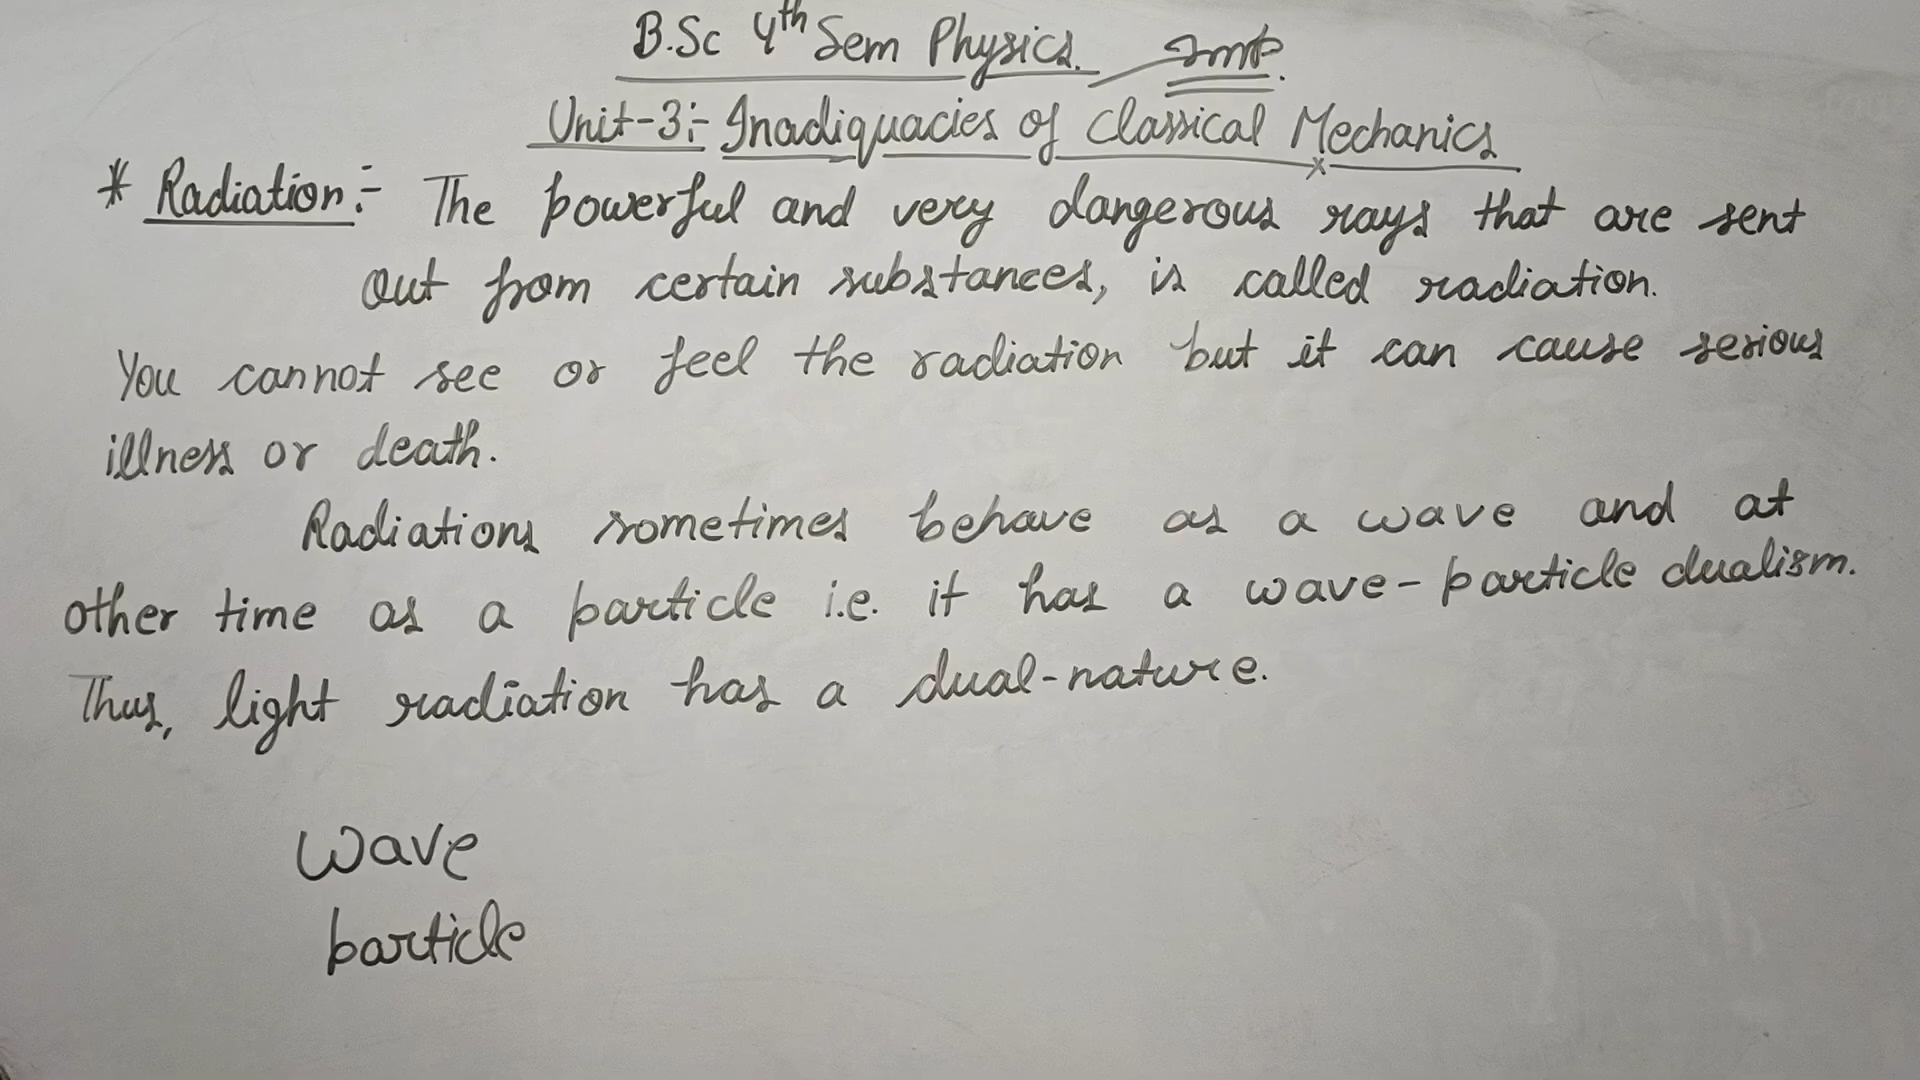 B.Sc 4th Sem Physics. Imp.
Unit-3:- Inadiquacies of Classical Mechanics
* Radiation:- The powerful and very dangerous rays that are sent
out from certain substances, is called radiation.
You cannot see or feel the radiation but it can cause serious
illness or death.
Radiations sometimes behave as a wave and at
other time as a particle i.e. it has a wave-particle dualism.
Thus, light radiation has a dual-nature.
Wave
particle